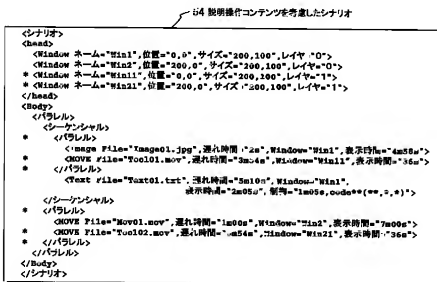 54 説明操作コンテンツを考慮したシナリオ
<シナリオ>
<head>
<Window ネーム="Win1",位置="0,0",サイズ="200,100",レイヤ="0">
<Window ネーム="Win2",位置="200,0",サイズ="200,100",レイヤ="0">
* <Window ネーム="Win11",位置="0,0",サイズ="200,100",レイヤ="1">
* <Window ネーム="Win21",位置="200,0",サイズ="200,100",レイヤ="1">
</head>
<Body>
<パラレル>
<シーケンシャル>
* <パラレル>
File="Image01.jpg",遅れ時間="2s",Window="Win1",表示時間="4m58s">
* <MOVE File="Tool01.mov",遅れ時間="3m54s",Window="Win11",表示時間="36s">
* </パラレル>
<Text File="Text01.txt",遅れ時間="5m10s",Window="Win1",
表示時間="2m05s",制御="1m05s,
</シーケンシャル>
* <パラレル>
<MOVE File="Mov01.mov",遅れ時間="1m00s",Window="Win2",表示時間="7m00s">
* <MOVE File="Tool02.mov",遅れ時間= Window="Win21",表示時間="36s">
* </パラレル>
</パラレル>
</Body>
</シナリオ>